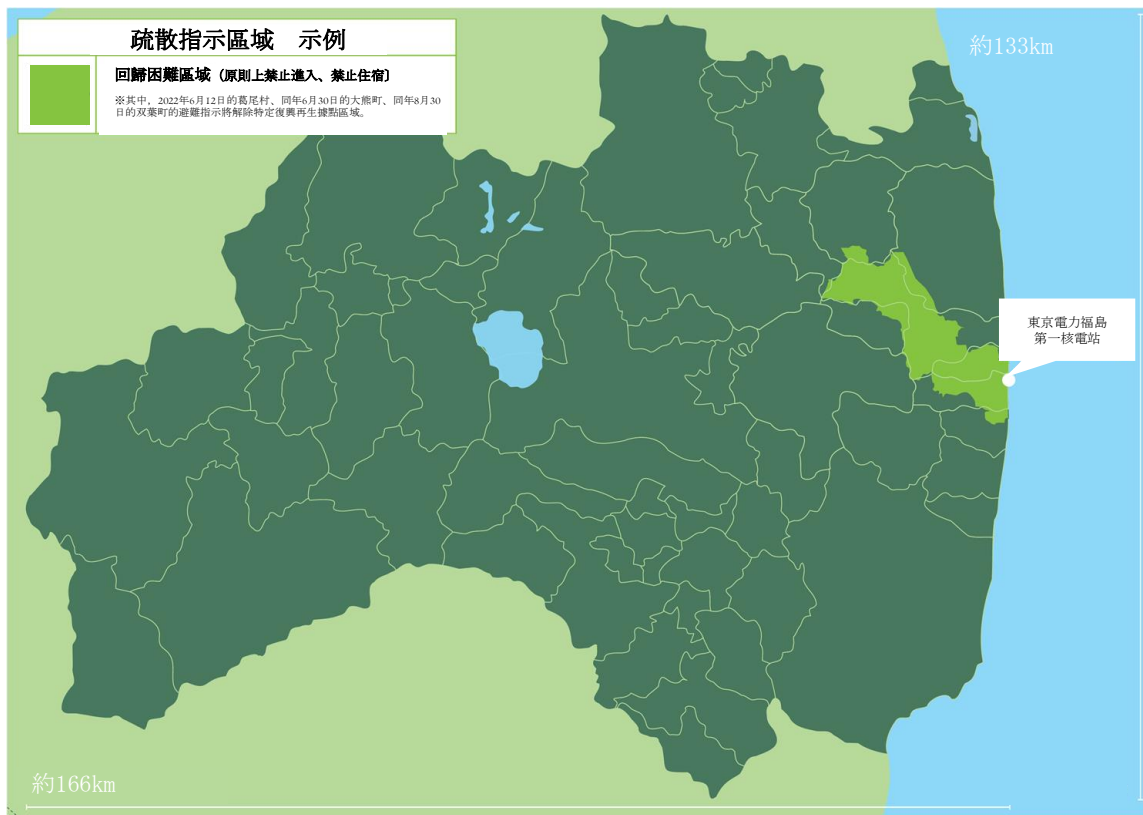 疏散指示區域　示例
回歸困難區域（原則上禁止進入、禁止住宿）
※其中，2022年6月12日的葛尾村、同年6月30日的大熊町、同年8月30
日的双葉町的避難指示將解除特定復興再生據點區域。
約133km
東京電力福島
第一核電站
約166km